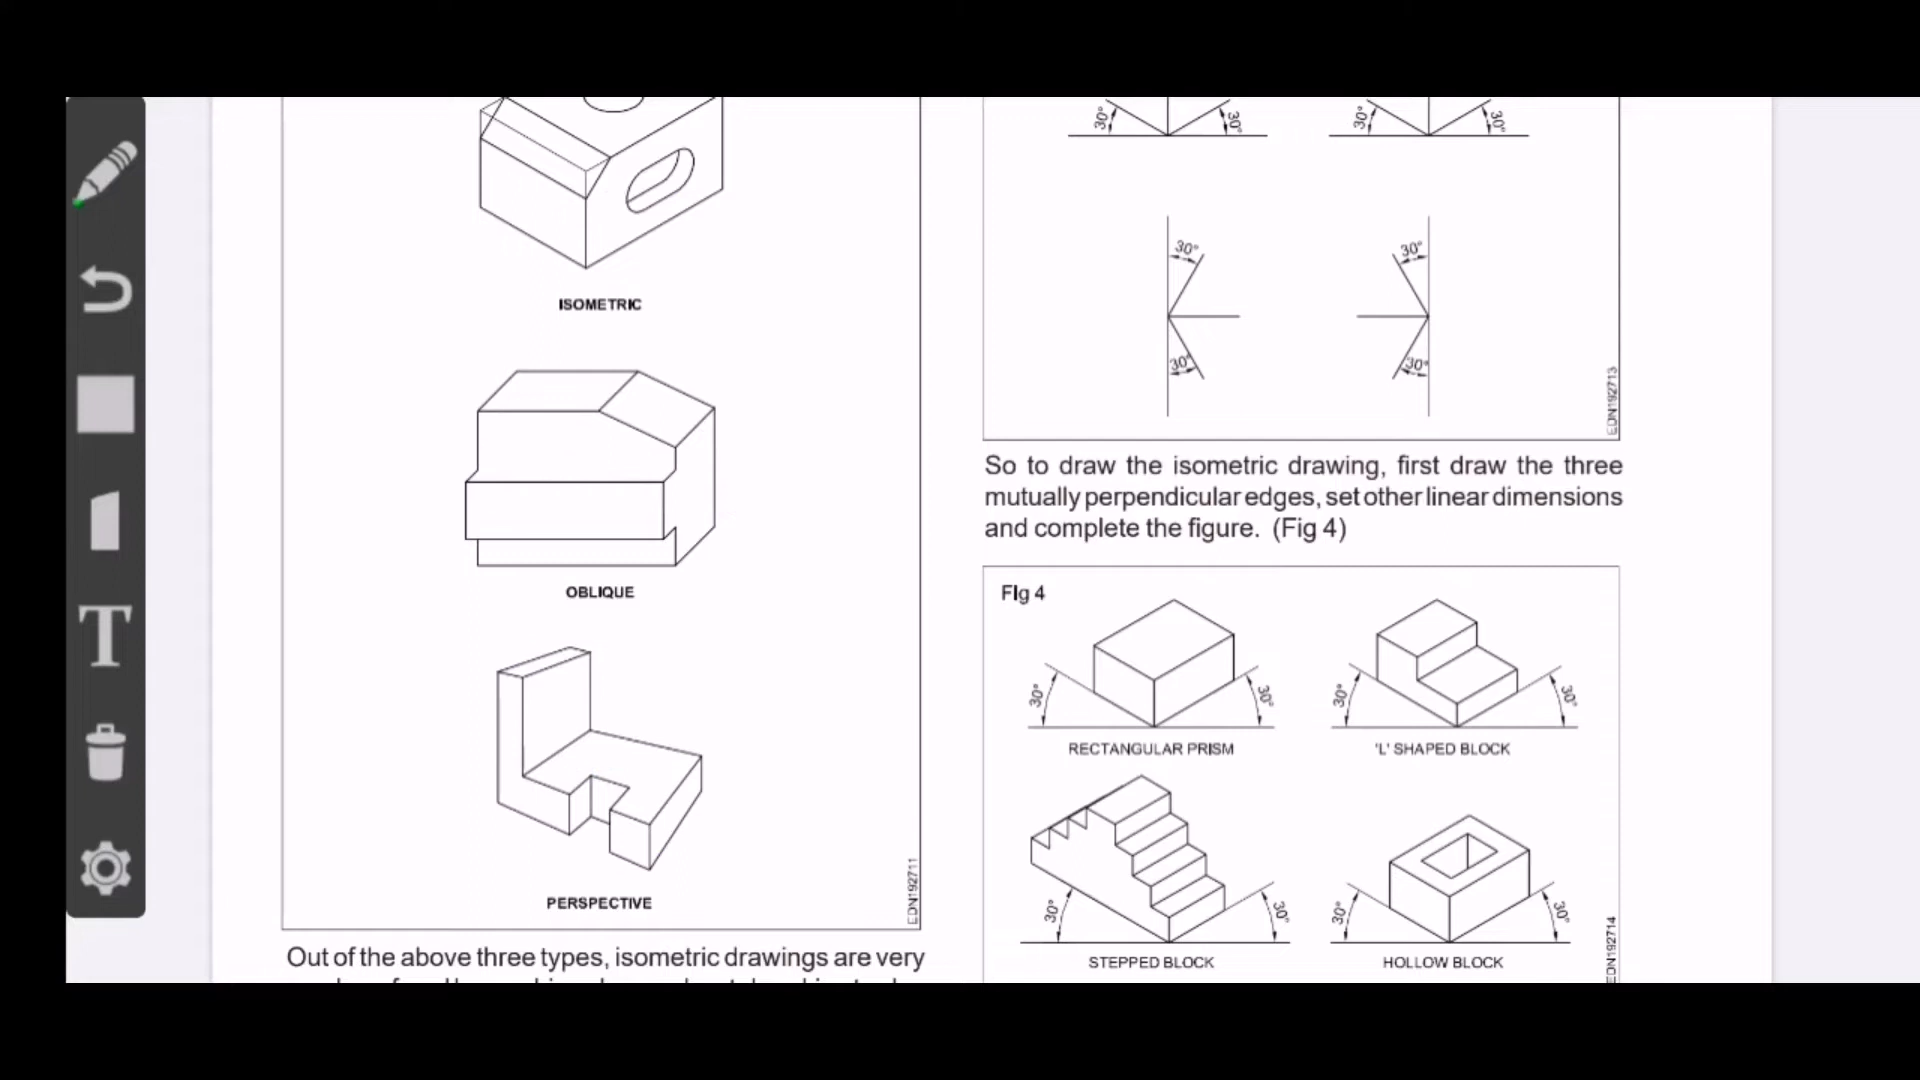 ISOMETRIC
OBLIQUE
PERSPECTIVE
EDN192711
Out of the above three types, isometric drawings are very
30°
30°
30°
30°
30°
30°
30°
30°
EDN192713
So to draw the isometric drawing, first draw the three
mutually perpendicular edges, set other linear dimensions
and complete the figure. (Fig 4)
Fig 4
30°
30°
30°
30°
RECTANGULAR PRISM
'L' SHAPED BLOCK
30°
30°
30°
30°
STEPPED BLOCK
HOLLOW BLOCK
EDN192714
T